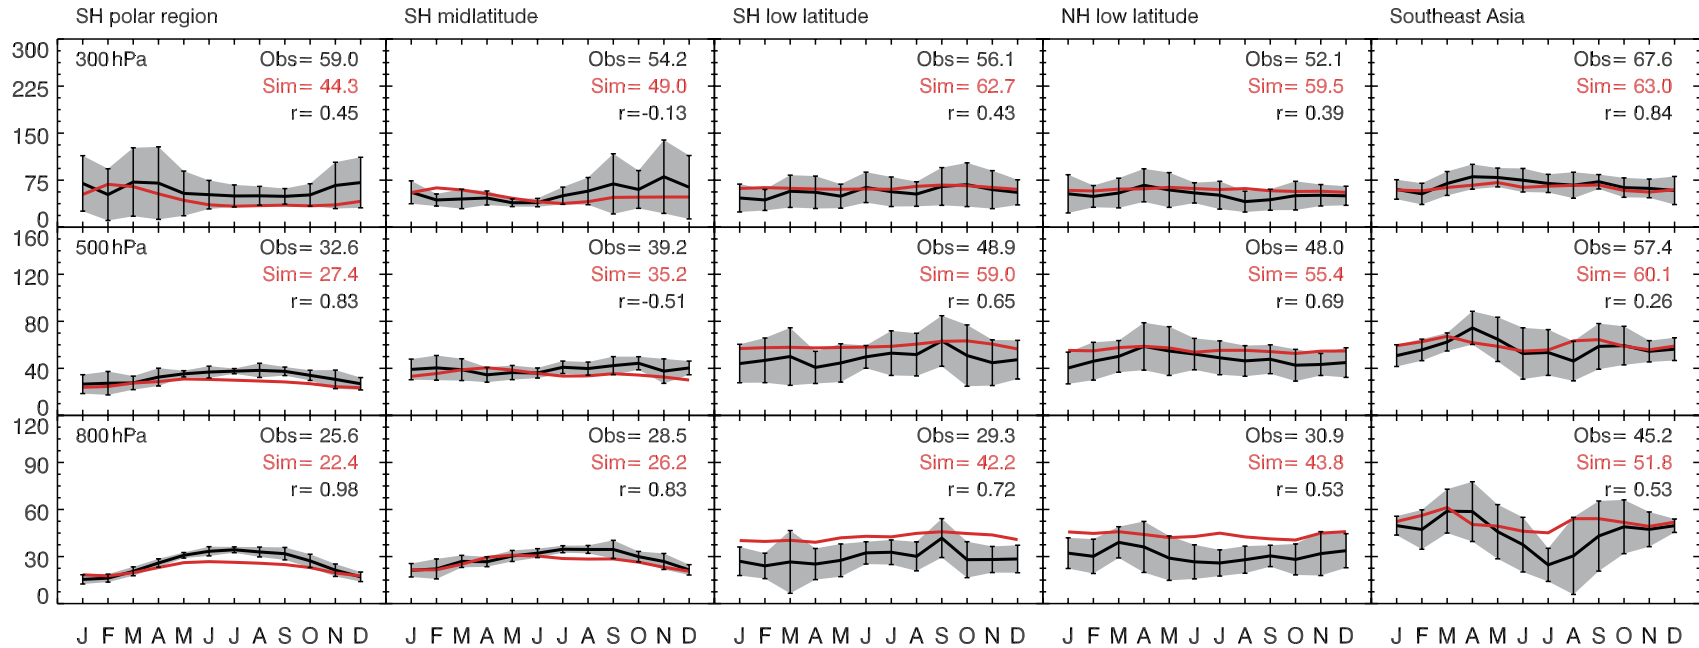 SH polar region SH midlatitude SH low latitude NH low latitude Southeast Asia
300 300 hPa Obs= 59.0 Obs= 54.2 Obs= 56.1 Obs= 52.1 Obs= 67.6
225 Sim= 44.3 Sim= 49.0 Sim= 62.7 Sim= 59.5 Sim= 63.0
r= 0.45 r=-0.13 r= 0.43 r= 0.39 r= 0.84
150
75
0
160 500 hPa Obs= 32.6 Obs= 39.2 Obs= 48.9 Obs= 48.0 Obs= 57.4
120 Sim= 27.4 Sim= 35.2 Sim= 59.0 Sim= 55.4 Sim= 60.1
r= 0.83 r=-0.51 r= 0.65 r= 0.69 r= 0.26
80
40
0
120 800 hPa Obs= 25.6 Obs= 28.5 Obs= 29.3 Obs= 30.9 Obs= 45.2
90 Sim= 22.4 Sim= 26.2 Sim= 42.2 Sim= 43.8 Sim= 51.8
r= 0.98 r= 0.83 r= 0.72 r= 0.53 r= 0.53
60
30
0
J F M A M J J A S O N D J F M A M J J A S O N D J F M A M J J A S O N D J F M A M J J A S O N D J F M A M J J A S O N D